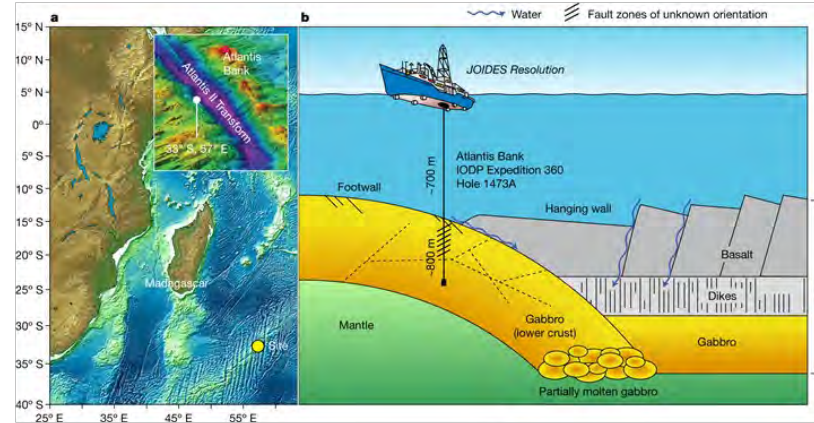 Water
Fault zones of unknown orientation
a
b
15° N
10° N
5° N
0°
5° S
10° S
15° S
20° S
25° S
30° S
35° S
40° S
25° E
35° E
45° E
55° E
Atlantis
Bank
Atlantis II Transform
33° S, 57° E
Madagascar
Site
JOIDES Resolution
~700 m
Atlantis Bank
IODP Expedition 360
Hole 1473A
Footwall
Hanging wall
~800 m
Basalt
Dikes
Mantle
Gabbro
(lower crust)
Gabbro
Partially molten gabbro